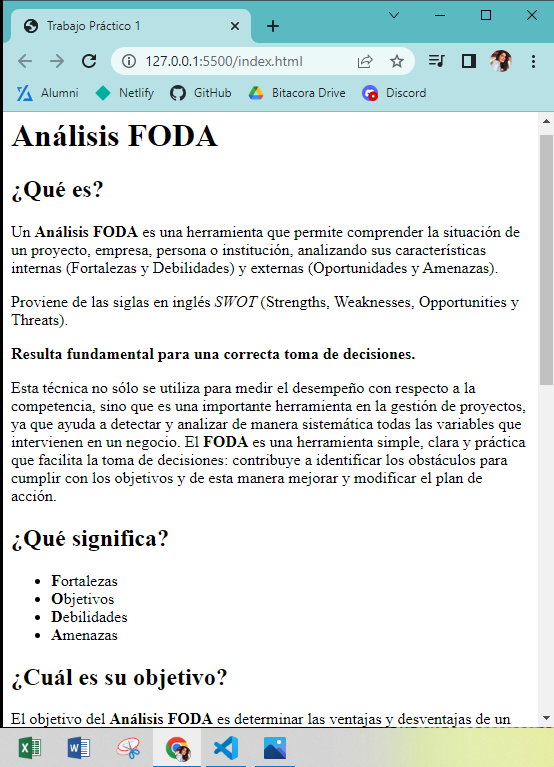 Trabajo Práctico 1
127.0.0.1:5500/index.html
Alumni
Netlify
GitHub
Bitacora Drive
Discord
Análisis FODA
¿Qué es?
Un Análisis FODA es una herramienta que permite comprender la situación de
un proyecto, empresa, persona o institución, analizando sus características
internas (Fortalezas y Debilidades) y externas (Oportunidades y Amenazas).
Proviene de las siglas en inglés SWOT (Strengths, Weaknesses, Opportunities y
Threats).
Resulta fundamental para una correcta toma de decisiones.
Esta técnica no sólo se utiliza para medir el desempeño con respecto a la
competencia, sino que es una importante herramienta en la gestión de proyectos,
ya que ayuda a detectar y analizar de manera sistemática todas las variables que
intervienen en un negocio. El FODA es una herramienta simple, clara y práctica
que facilita la toma de decisiones: contribuye a identificar los obstáculos para
cumplir con los objetivos y de esta manera mejorar y modificar el plan de
acción.
¿Qué significa?
Fortalezas
Objetivos
Debilidades
Amenazas
¿Cuál es su objetivo?
El objetivo del Análisis FODA es determinar las ventajas y desventajas de un